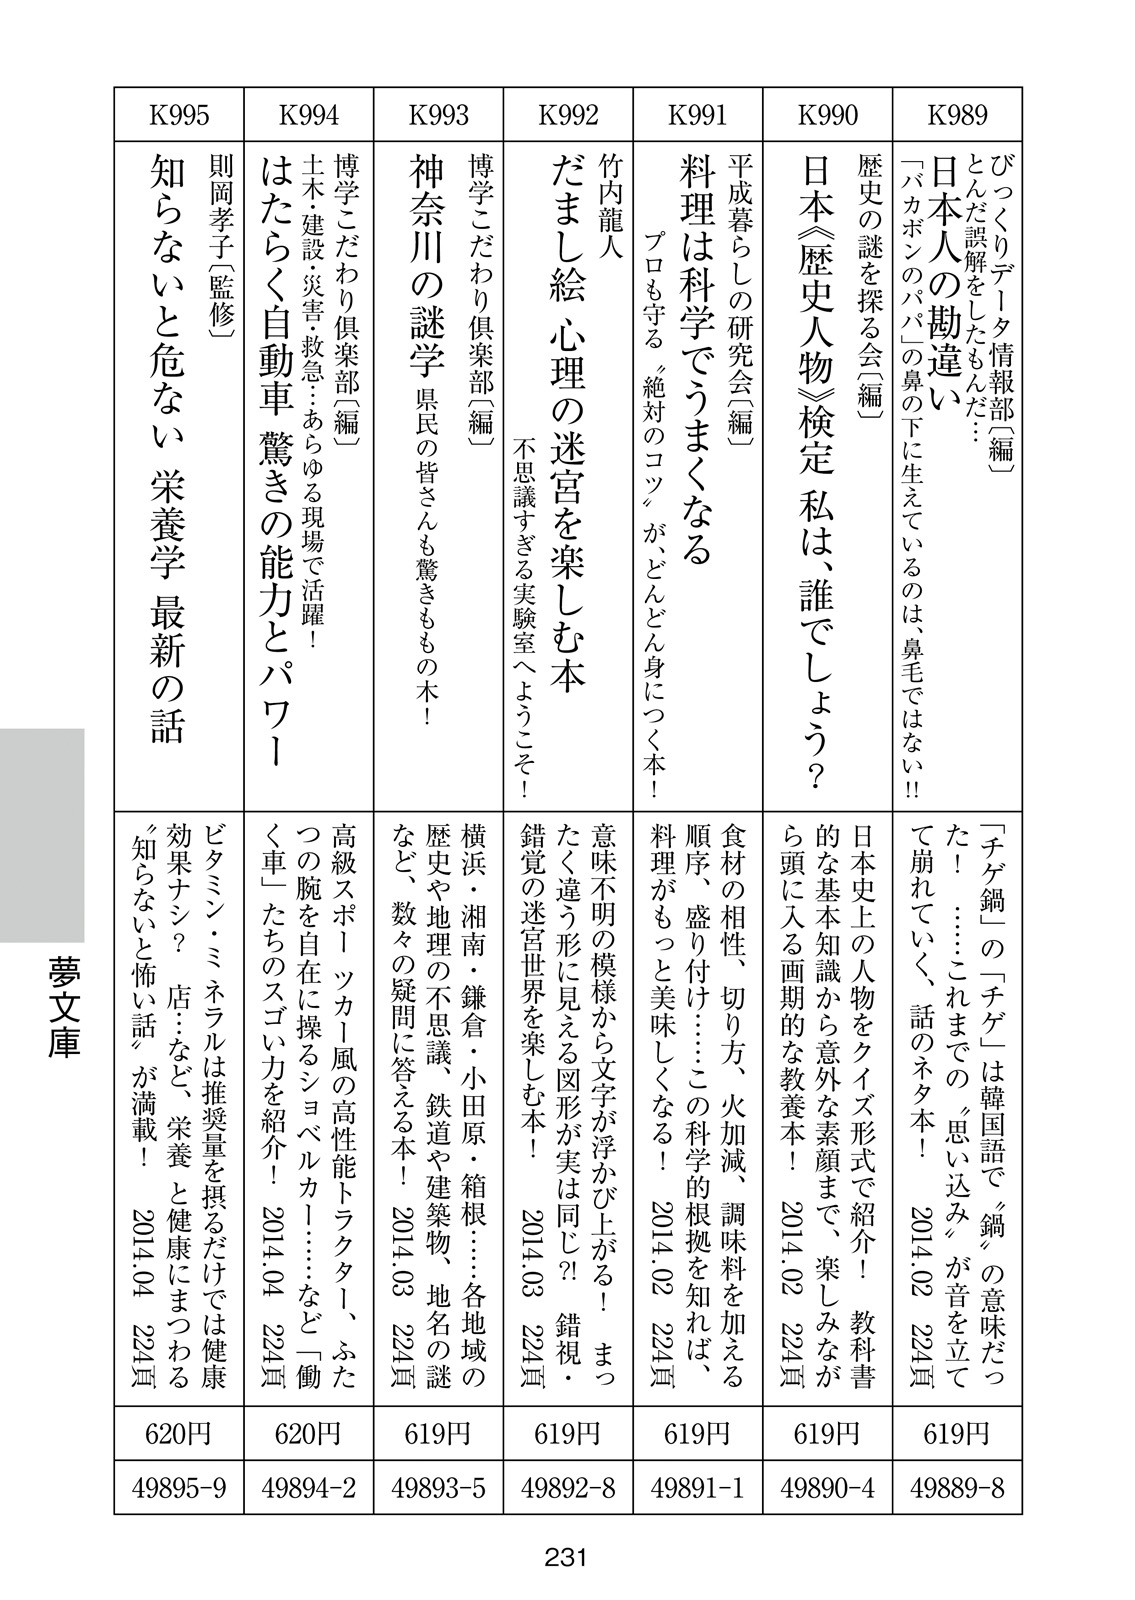 K989
びっくりデータ情報部〔編〕
とんだ誤解をしたもんだ…
日本人の勘違い
「バカボンのパパ」の鼻の下に生えているのは、鼻毛ではない!!
「チゲ鍋」の「チゲ」は韓国語で〝鍋〟の意味だっ
た！　……これまでの〝思い込み〟が音を立て
て崩れていく、話のネタ本！　2014.02　224頁
619円
49889-8
K990
歴史の謎を探る会〔編〕
日本《歴史人物》検定 私は、誰でしょう？
日本史上の人物をクイズ形式で紹介！　教科書
的な基本知識から意外な素顔まで、楽しみなが
ら頭に入る画期的な教養本！　2014.02　224頁
619円
49890-4
K991
平成暮らしの研究会〔編〕
料理は科学でうまくなる
プロも守る〝絶対のコツ〟が、どんどん身につく本！
食材の相性、切り方、火加減、調味料を加える
順序、盛り付け……この科学的根拠を知れば、
料理がもっと美味しくなる！　2014.02　224頁
619円
49891-1
K992
竹内龍人
だまし絵 心理の迷宮を楽しむ本
不思議すぎる実験室へようこそ！
意味不明の模様から文字が浮かび上がる！　まっ
たく違う形に見える図形が実は同じ?!　錯視・
錯覚の迷宮世界を楽しむ本！　2014.03　224頁
619円
49892-8
K993
博学こだわり倶楽部〔編〕
神奈川の謎学 県民の皆さんも驚きももの木！
横浜・湘南・鎌倉・小田原・箱根……各地域の
歴史や地理の不思議、鉄道や建築物、地名の謎
など、数々の疑問に答える本！　2014.03　224頁
619円
49893-5
K994
博学こだわり倶楽部〔編〕
土木・建設・災害・救急…あらゆる現場で活躍！
はたらく自動車 驚きの能力とパワー
高級スポーツカー風の高性能トラクター、ふた
つの腕を自在に操るショベルカー……など「働
く車」たちのスゴい力を紹介！　2014.04　224頁
620円
49894-2
K995
則岡孝子〔監修〕
知らないと危ない 栄養学 最新の話
ビタミン・ミネラルは推奨量を摂るだけでは健康
効果ナシ？　店…など、栄養と健康にまつわる
〝知らないと怖い話〟が満載！　2014.04　224頁
620円
49895-9
夢文庫
231